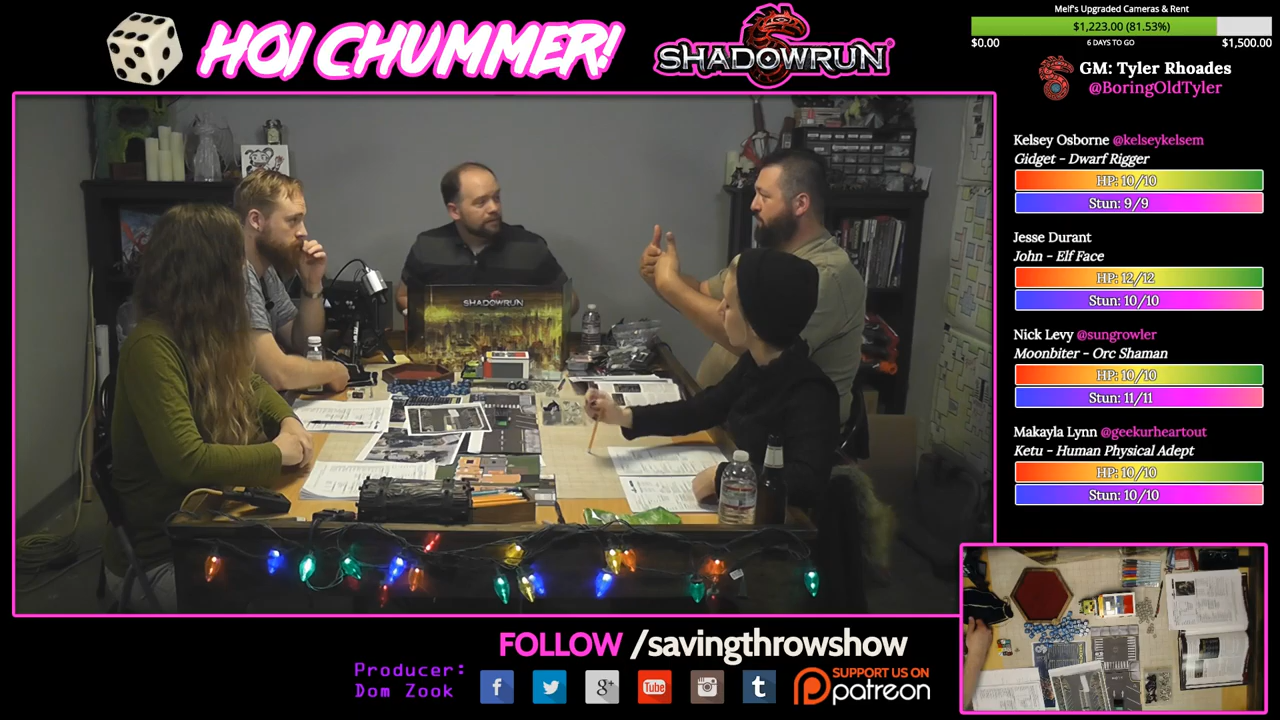 HOI CHUMMER!
SHADOWRUN
Melf's Upgraded Cameras & Rent
$1,223.00 (81.53%)
$0.00
6 DAYS TO GO
$1,500.00
GM: Tyler Rhoades
@BoringOldTyler
Kelsey Osborne @kelseykelsem
Gidget - Dwarf Rigger
HP: 10/10
Stun: 9/9
Jesse Durant
John - Elf Face
HP: 12/12
Stun: 10/10
Nick Levy @sungrowler
Moonbiter - Orc Shaman
HP: 10/10
Stun: 11/11
Makayla Lynn @geekurheartout
Ketu - Human Physical Adept
HP: 10/10
Stun: 10/10
SHADOWRUN
FOLLOW /savingthrowshow
Producer:
Dom Zook
f
g+
You Tube
t
SUPPORT US ON
patreon